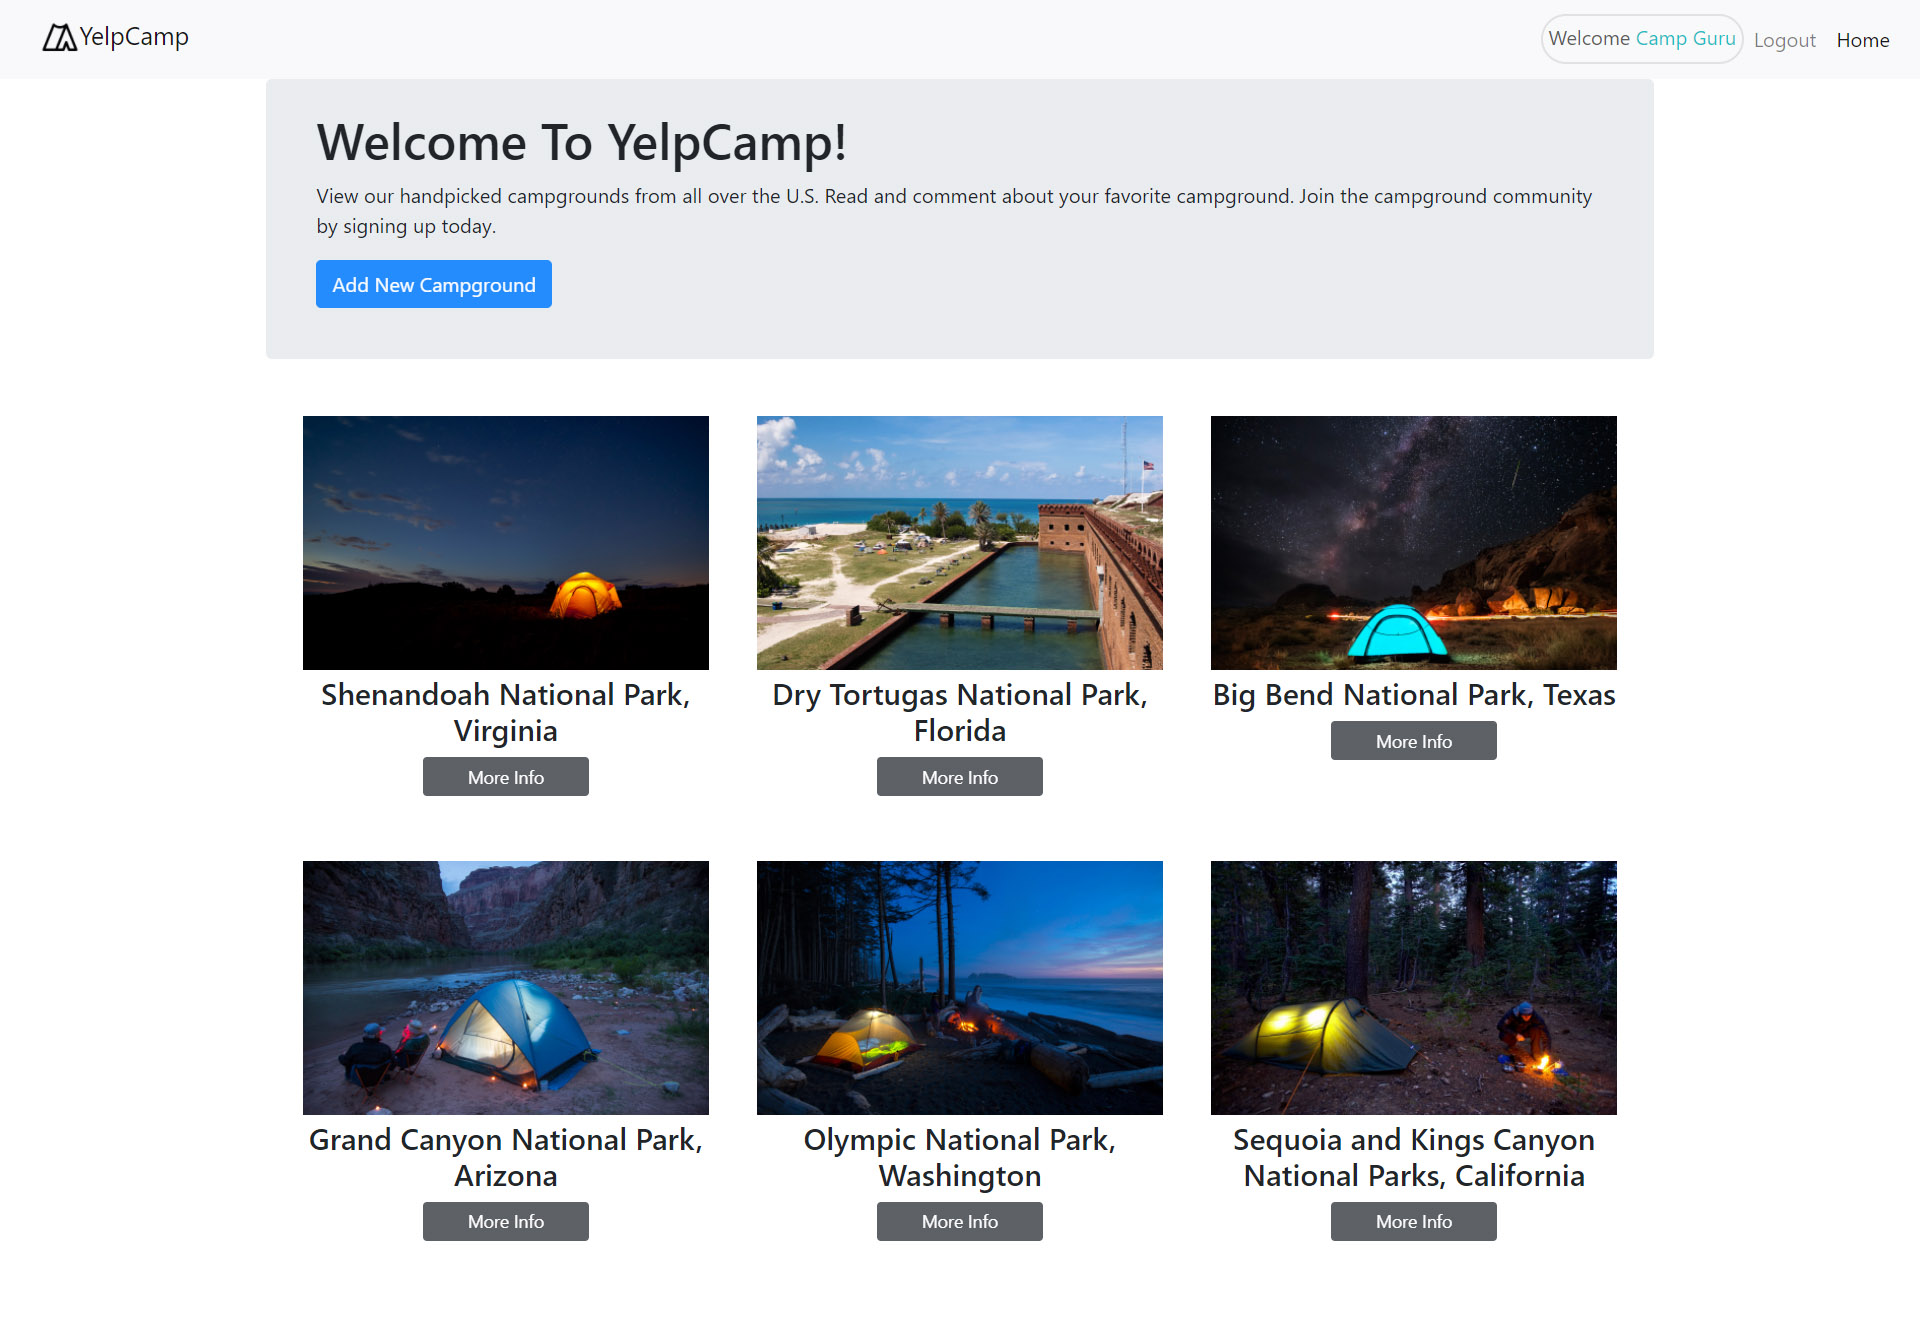 YelpCamp
Welcome Camp Guru
Logout
Home
Welcome To YelpCamp!
View our handpicked campgrounds from all over the U.S. Read and comment about your favorite campground. Join the campground community
by signing up today.
Add New Campground
Shenandoah National Park,
Virginia
More Info
Dry Tortugas National Park,
Florida
More Info
Big Bend National Park, Texas
More Info
Grand Canyon National Park,
Arizona
More Info
Olympic National Park,
Washington
More Info
Sequoia and Kings Canyon
National Parks, California
More Info